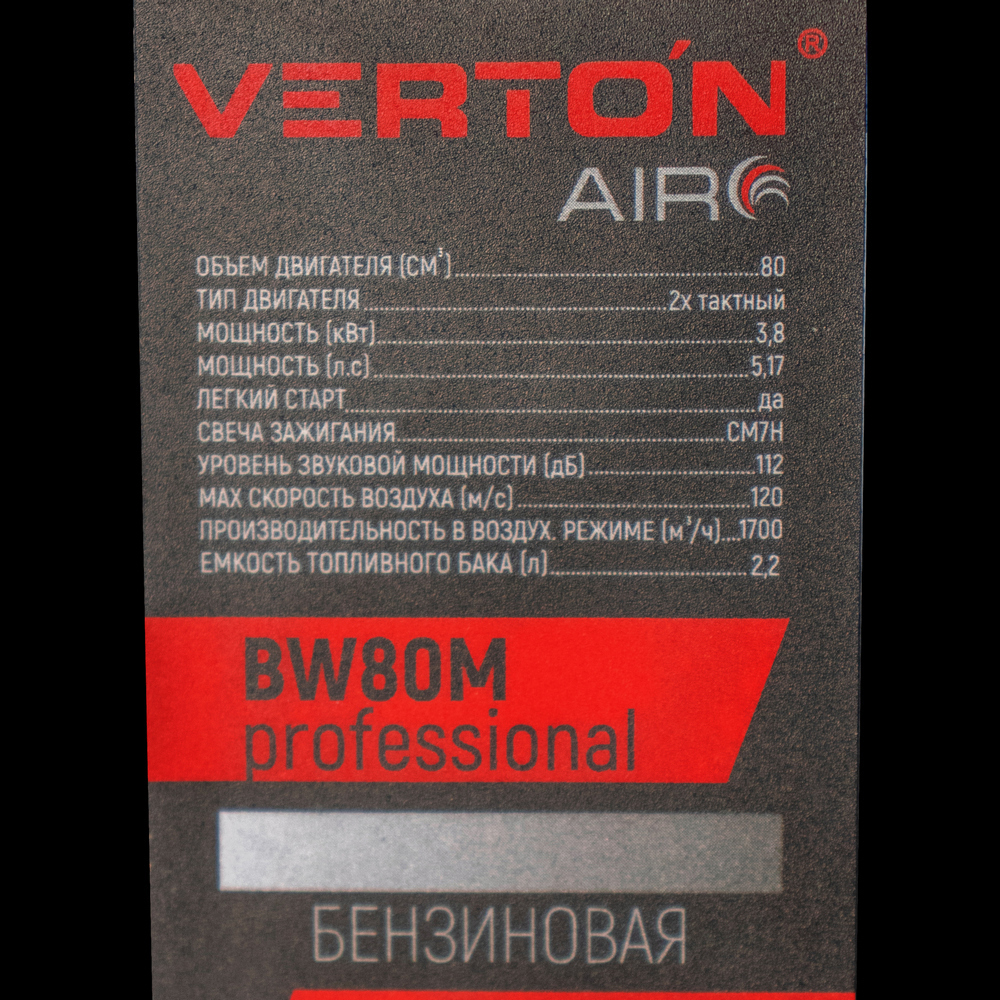 VERTÓN®
AIRO
ОБЪЕМ ДВИГАТЕЛЯ (СМ³)........80
ТИП ДВИГАТЕЛЯ........2х тактный
МОЩНОСТЬ (кВт)........3,8
МОЩНОСТЬ (л.с)........5,17
ЛЕГКИЙ СТАРТ........да
СВЕЧА ЗАЖИГАНИЯ........CM7H
УРОВЕНЬ ЗВУКОВОЙ МОЩНОСТИ (дБ)........112
МАХ СКОРОСТЬ ВОЗДУХА (м/с)........120
ПРОИЗВОДИТЕЛЬНОСТЬ В ВОЗДУХ. РЕЖИМЕ (м³/ч)....1700
ЕМКОСТЬ ТОПЛИВНОГО БАКА (л)........2,2
BW80M
professional
БЕНЗИНОВАЯ